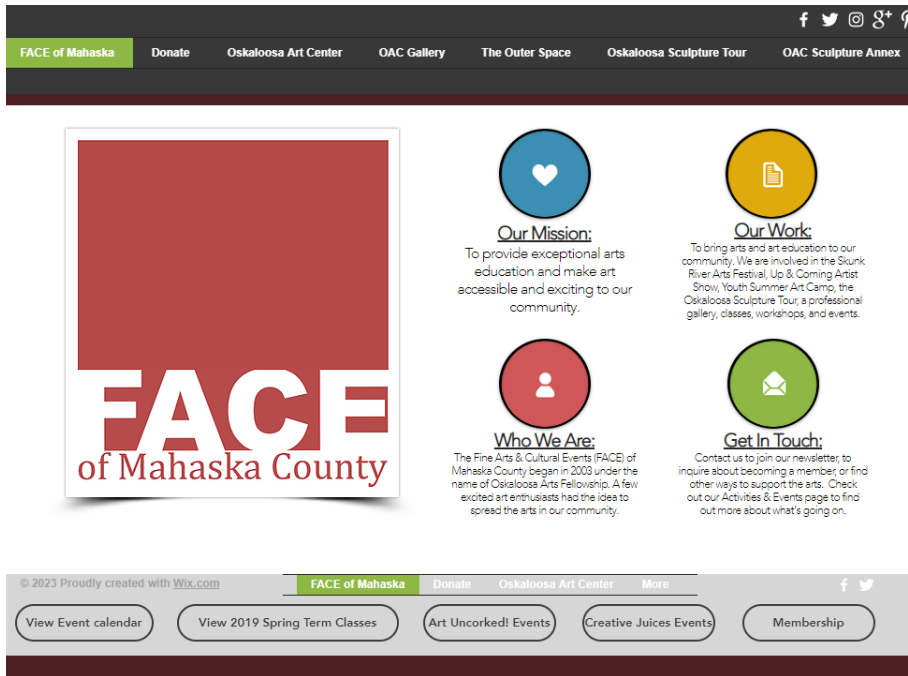 FACE of Mahaska Donate Oskaloosa Art Center OAC Gallery The Outer Space Oskaloosa Sculpture Tour OAC Sculpture Annex
FACE
of Mahaska County
Our Mission:
To provide exceptional arts
education and make art
accessible and exciting to our
community.
Our Work:
To bring arts and art education to our
community. We are involved in the Skunk
River Arts Festival, Up & Coming Artist
Show, Youth Summer Art Camp, the
Oskaloosa Sculpture Tour, a professional
gallery, classes, workshops, and events.
Who We Are:
The Fine Arts & Cultural Events (FACE) of
Mahaska County began in 2003 under the
name of Oskaloosa Arts Fellowship. A few
excited art enthusiasts had the idea to
spread the arts in our community.
Get In Touch:
Contact us to join our newsletter, to
inquire about becoming a member, or find
other ways to support the arts. Check
out our Activities & Events page to find
out more about what's going on.
© 2023 Proudly created with Wix.com FACE of Mahaska Donate Oskaloosa Art Center More
View Event calendar View 2019 Spring Term Classes Art Uncorked! Events Creative Juices Events Membership